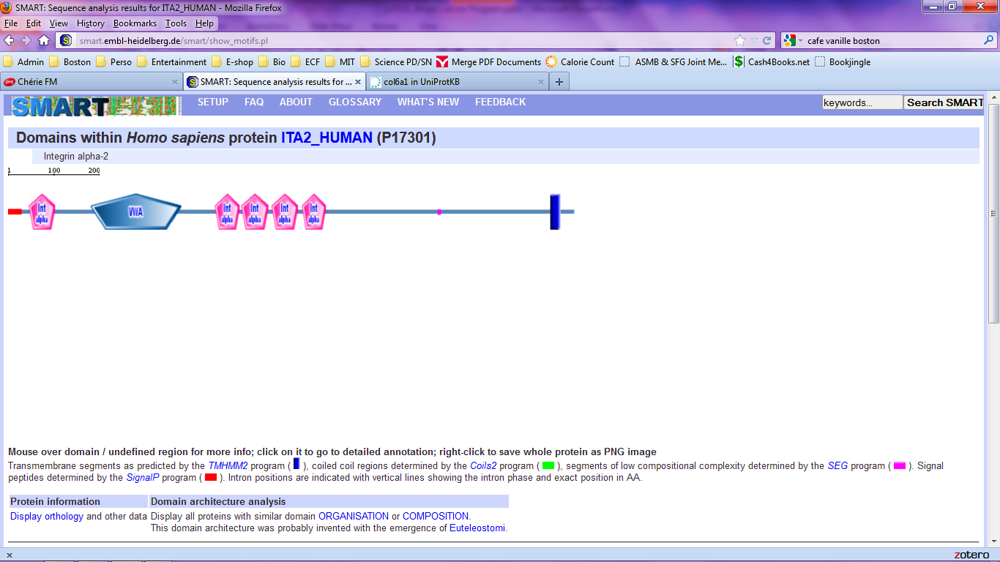 SMART: Sequence analysis results for ITA2_HUMAN - Mozilla Firefox
File Edit View History Bookmarks Tools Help
smart.embl-heidelberg.de/smart/show_motifs.pl
cafe vanille boston
Admin Boston Perso Entertainment E-shop Bio ECF MIT Science PD/SN Merge PDF Documents Calorie Count ASMB & SFG Joint Me... Cash4Books.net Bookjingle
Chérie FM SMART: Sequence analysis results for ... col6a1 in UniProtKB
SMART SETUP FAQ ABOUT GLOSSARY WHAT'S NEW FEEDBACK keywords... Search SMART
Domains within Homo sapiens protein ITA2_HUMAN (P17301)
Integrin alpha-2
1 100 200
Int alpha VWA Int alpha Int alpha Int alpha Int alpha
Mouse over domain / undefined region for more info; click on it to go to detailed annotation; right-click to save whole protein as PNG image
Transmembrane segments as predicted by the TMHMM2 program ( ), coiled coil regions determined by the Coils2 program ( ), segments of low compositional complexity determined by the SEG program ( ). Signal
peptides determined by the SignalP program ( ). Intron positions are indicated with vertical lines showing the intron phase and exact position in AA.
Protein information Domain architecture analysis
Display orthology and other data Display all proteins with similar domain ORGANISATION or COMPOSITION.
This domain architecture was probably invented with the emergence of Euteleostomi.
x zotero